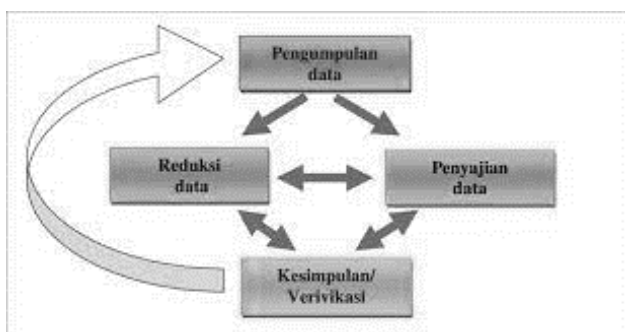 Pengumpulan
data
Reduksi
data
Penyajian
data
Kesimpulan/
Verivikasi